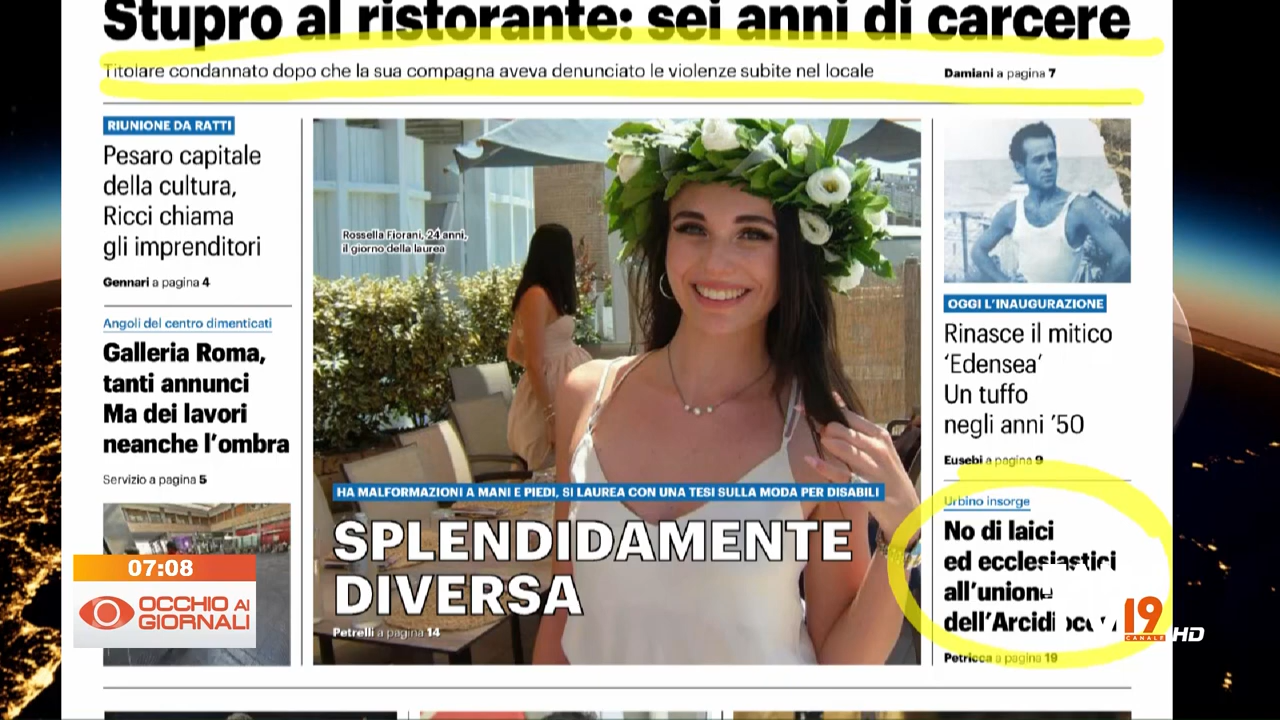 Stupro al ristorante: sei anni di carcere
Titolare condannato dopo che la sua compagna aveva denunciato le violenze subite nel locale
Damiani a pagina 7
RIUNIONE DA RATTI
Pesaro capitale
della cultura,
Ricci chiama
gli imprenditori
Gennari a pagina 4
Angoli del centro dimenticati
Galleria Roma,
tanti annunci
Ma dei lavori
neanche l'ombra
Servizio a pagina 5
Rossella Fiorani, 24 anni,
il giorno della laurea
HA MALFORMAZIONI A MANI E PIEDI, SI LAUREA CON UNA TESI SULLA MODA PER DISABILI
SPLENDIDAMENTE
DIVERSA
Petrelli a pagina 14
OGGI L'INAUGURAZIONE
Rinasce il mitico
'Edensea'
Un tuffo
negli anni '50
Eusebi a pagina 9
Urbino insorge
No di laici
ed ecclesiastici
all'unione
Petricca a pagina 19
07:08
OCCHIO AI
GIORNALI
19
CANALE
HD